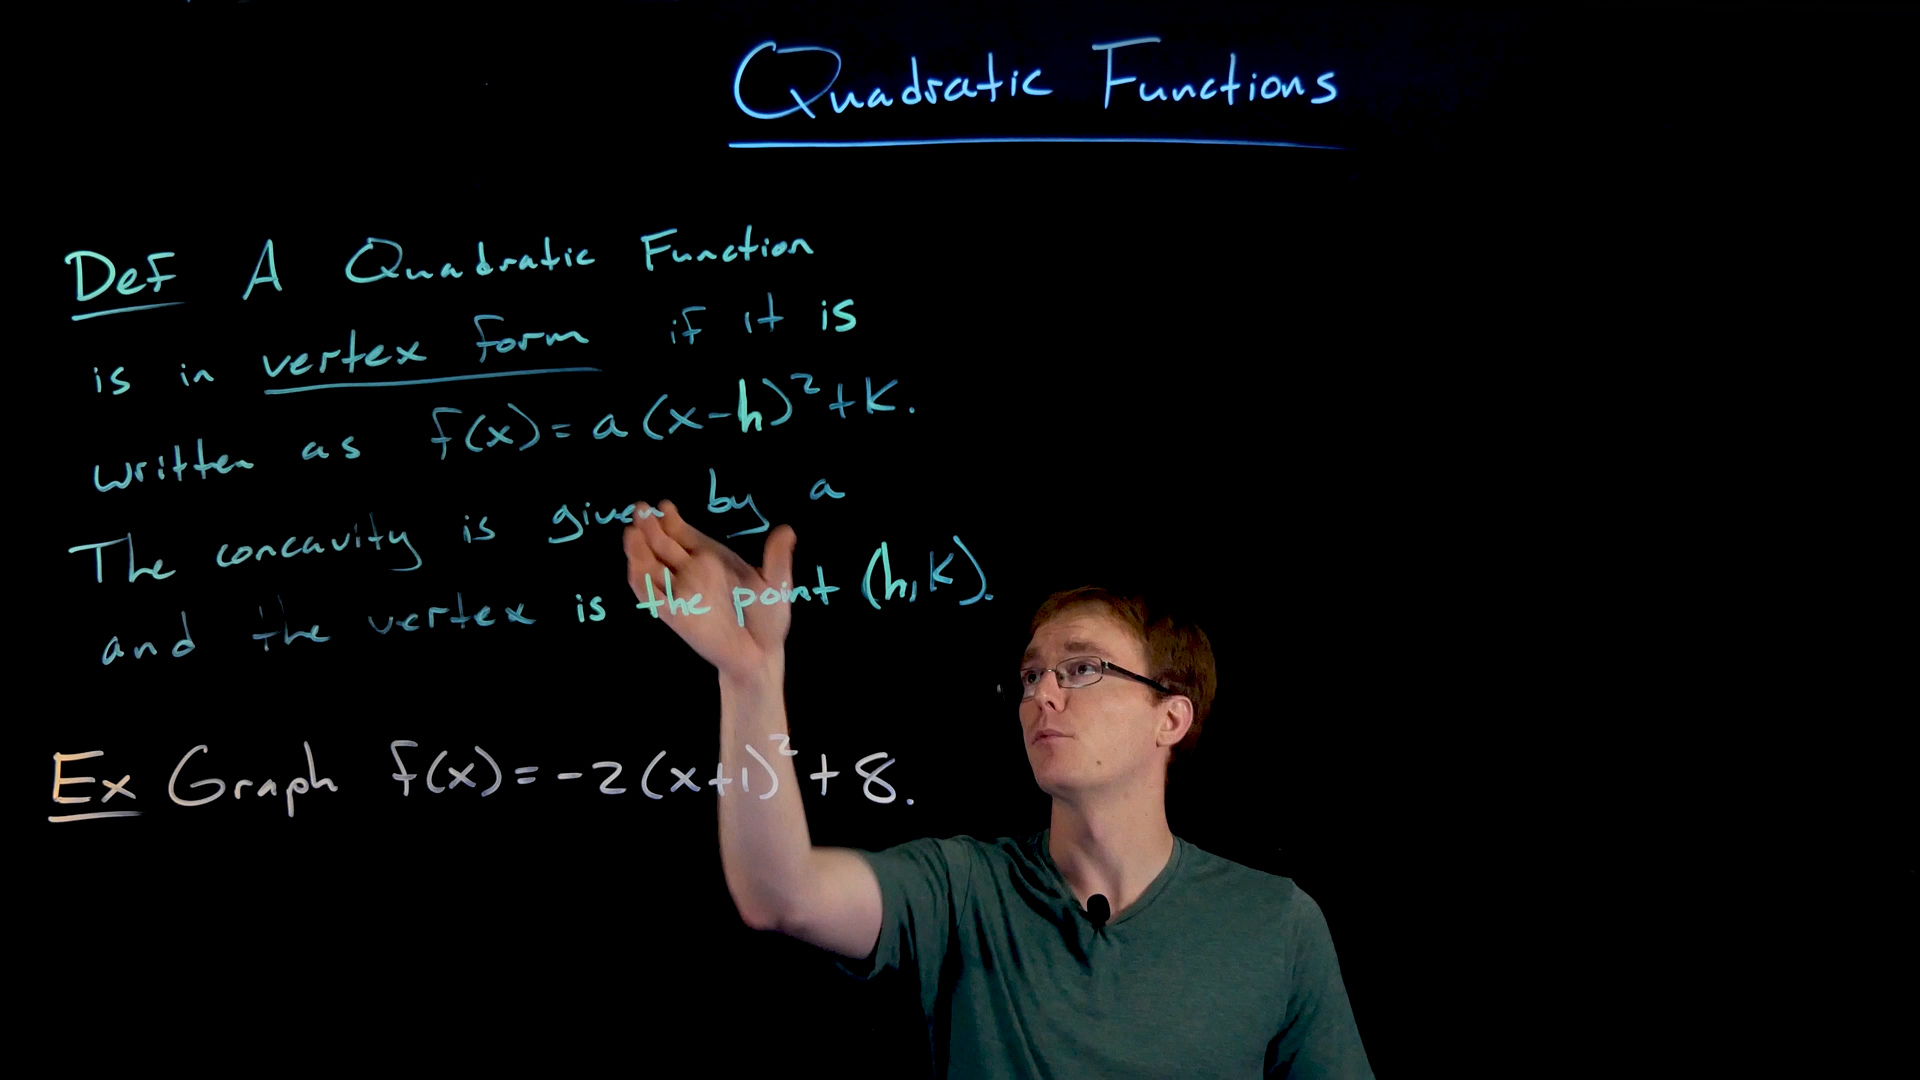 Quadratic Functions
Def A Quadratic Function
is in vertex form if it is
written as f(x) = a(x-h)²+k.
The concavity is given by a
and the vertex is the point (h,k).
Ex Graph f(x) = -2(x+1)² + 8.